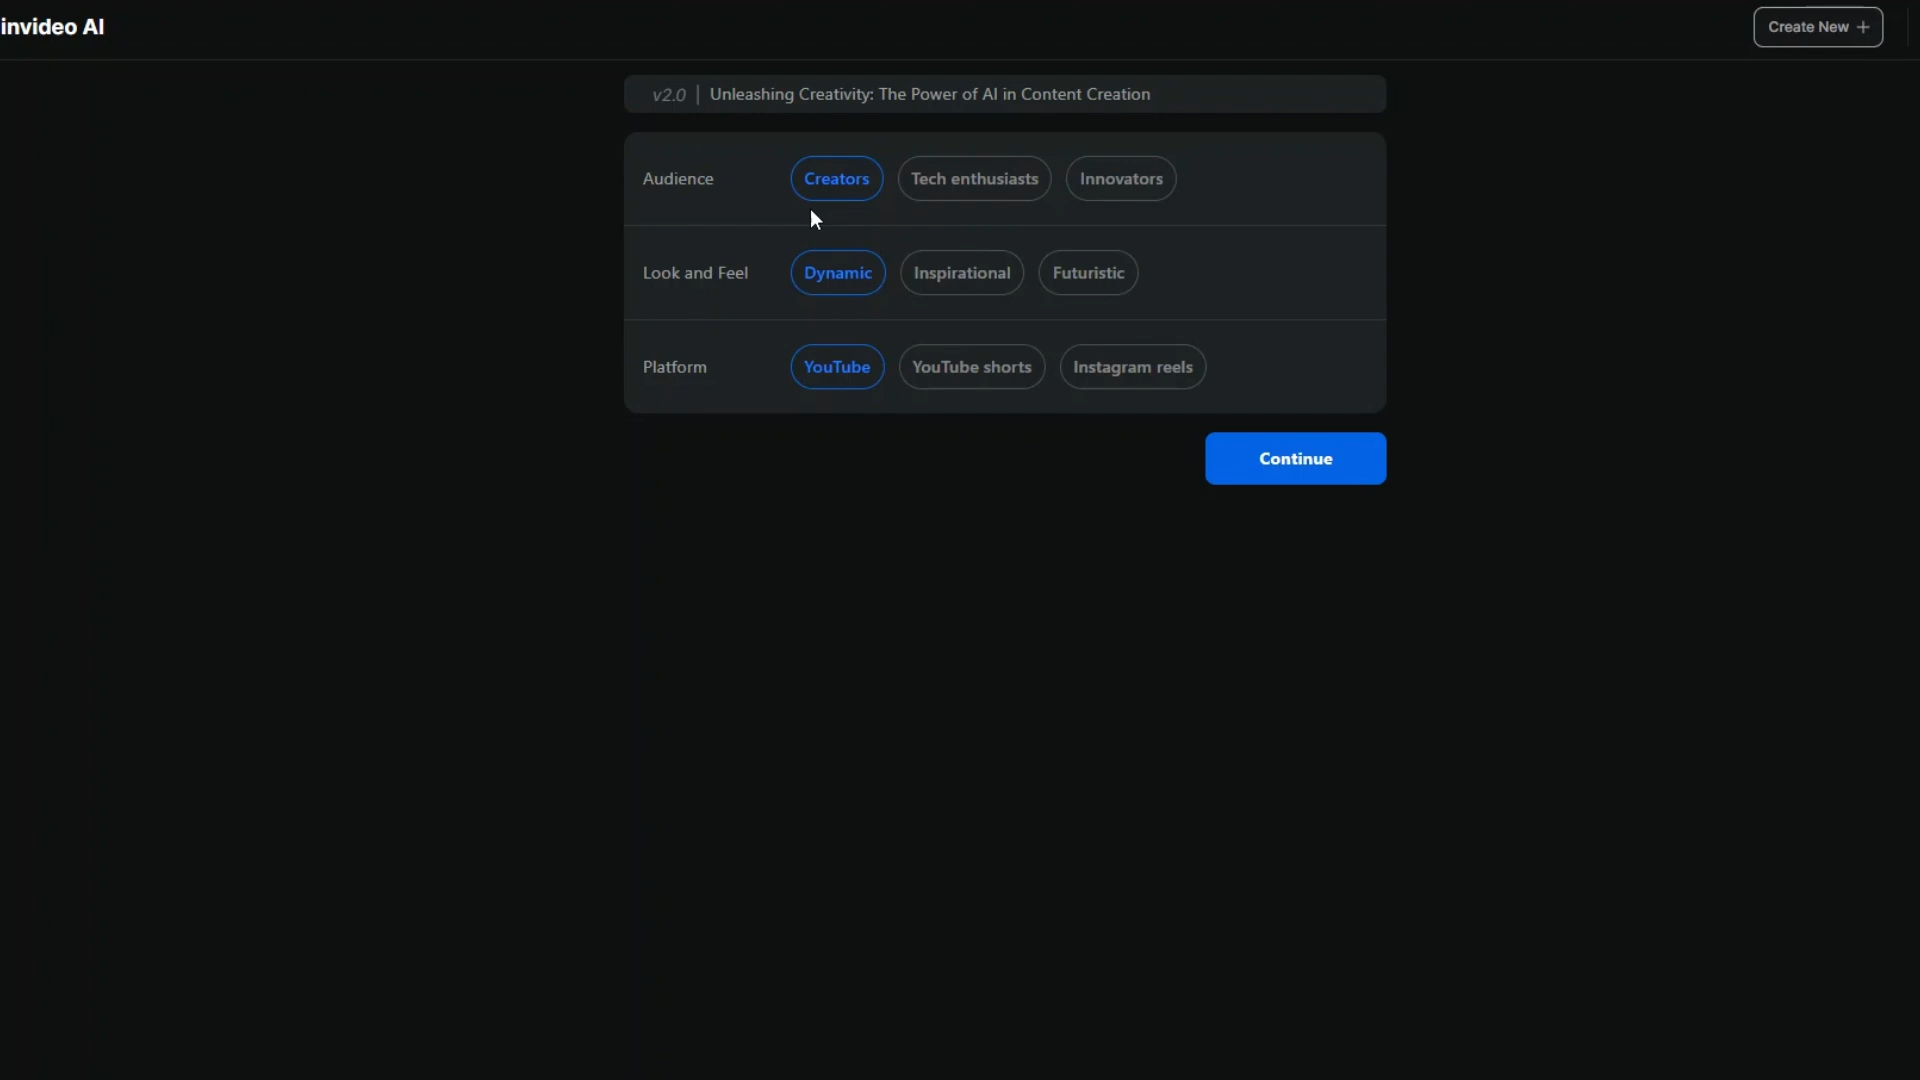 invideo AI
Create New +
v2.0 | Unleashing Creativity: The Power of AI in Content Creation
Audience Creators Tech enthusiasts Innovators
Look and Feel Dynamic Inspirational Futuristic
Platform YouTube YouTube shorts Instagram reels
Continue